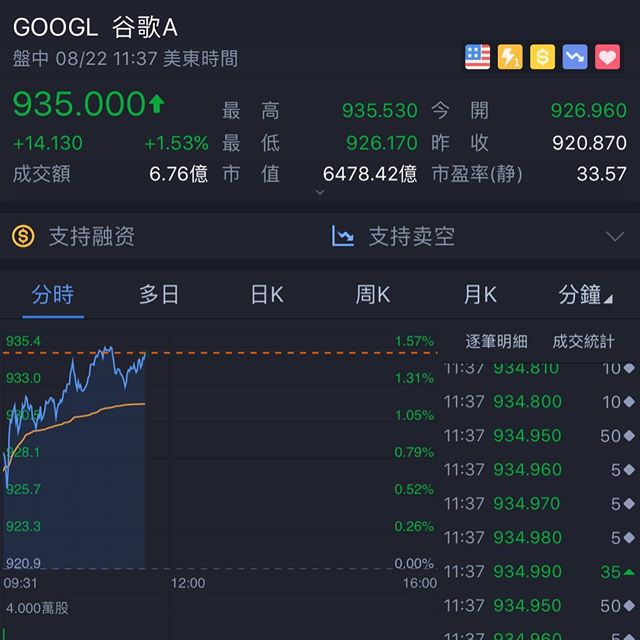 GOOGL 谷歌A
盤中 08/22 11:37 美東時間
935.000 最高 935.530 今開 926.960
+14.130 +1.53% 最低 926.170 昨收 920.870
成交額 6.76億 市值 6478.42億 市盈率(静) 33.57
支持融资 支持卖空
分時 多日 日K 周K 月K 分鐘
逐筆明細 成交統計
935.4 1.57%
933.0 1.31%
930.5 1.05%
928.1 0.79%
925.7 0.52%
923.3 0.26%
920.9 0.00%
09:31 12:00 16:00
4.000萬股
11:37 934.810 10
11:37 934.800 10
11:37 934.950 50
11:37 934.960 5
11:37 934.970 5
11:37 934.980 5
11:37 934.990 35
11:37 934.950 50
11:37 934.960 5